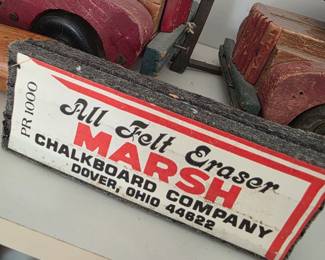 PR 1000
All Felt Eraser
MARSH
CHALKBOARD COMPANY
DOVER, OHIO 44622